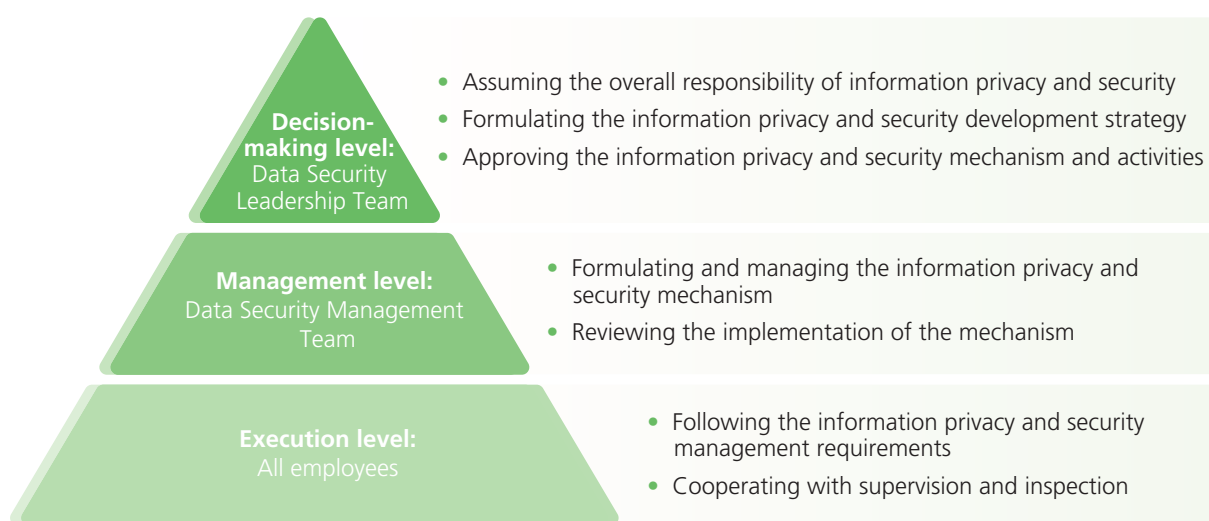 Decision-
making level:
Data Security
Leadership Team
• Assuming the overall responsibility of information privacy and security
• Formulating the information privacy and security development strategy
• Approving the information privacy and security mechanism and activities
Management level:
Data Security Management
Team
• Formulating and managing the information privacy and
security mechanism
• Reviewing the implementation of the mechanism
Execution level:
All employees
• Following the information privacy and security
management requirements
• Cooperating with supervision and inspection